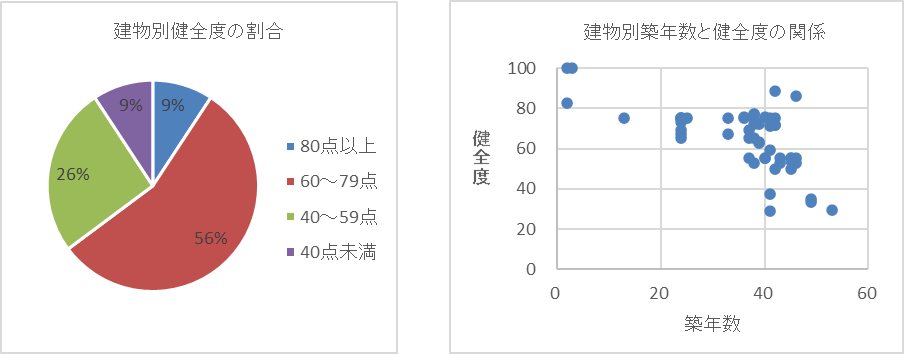 建物別健全度の割合
9%
9%
26%
56%
80点以上
60～79点
40～59点
40点未満
建物別築年数と健全度の関係
健全度
100
80
60
40
20
0
0
20
40
60
築年数